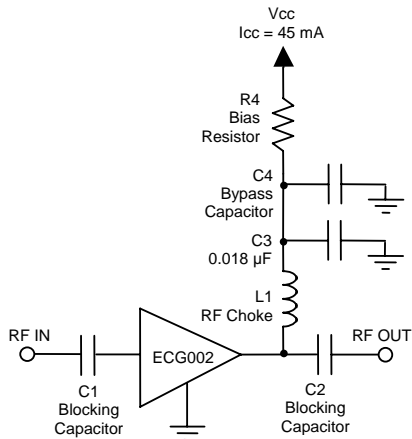 Vcc
Icc = 45 mA
R4
Bias
Resistor
C4
Bypass
Capacitor
C3
0.018 µF
L1
RF Choke
RF IN
ECG002
RF OUT
C1
Blocking
Capacitor
C2
Blocking
Capacitor